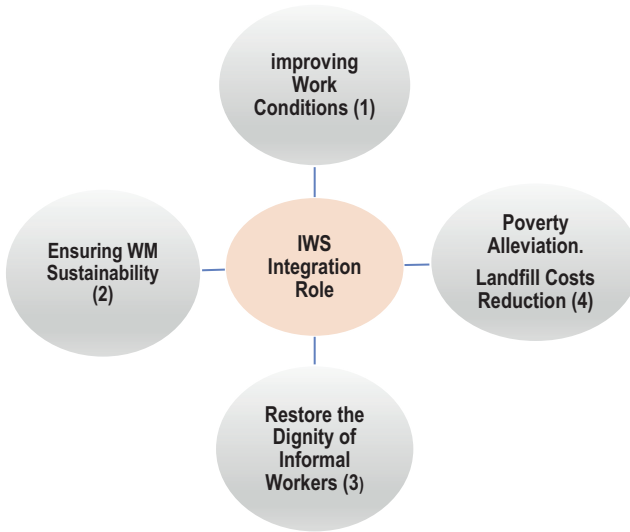 improving
Work
Conditions (1)
Ensuring WM
Sustainability
(2)
IWS
Integration
Role
Poverty
Alleviation.
Landfill Costs
Reduction (4)
Restore the
Dignity of
Informal
Workers (3)